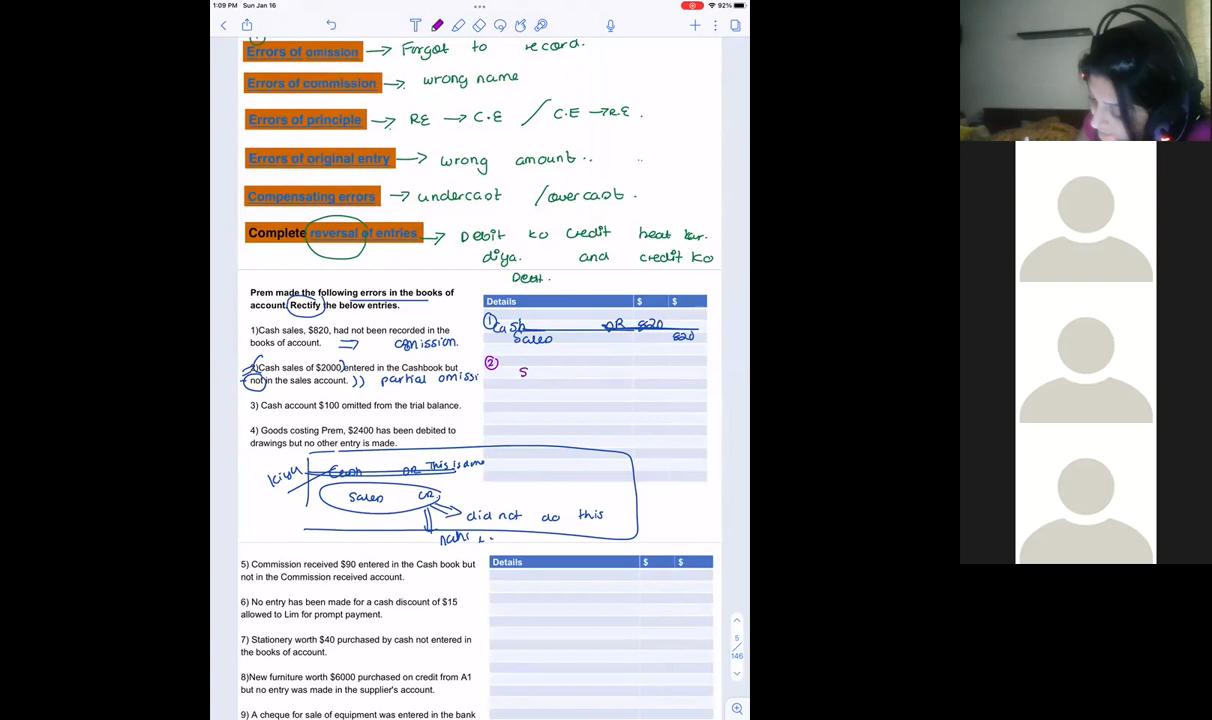 1:09 PM Sun Jan 16
92%
Errors of omission Forgot to record.
Errors of commission wrong name
Errors of principle RE → C.E / C.E → RE.
Errors of original entry wrong amount..
Compensating errors undercast /overcast.
Complete reversal of entries Debit ko credit
diya. and credit ko
Prem made the following errors in the books of
account. Rectify the below entries.
1)Cash sales, $820, had not been recorded in the
books of account.
2)Cash sales of $2000 entered in the Cashbook but
not in the sales account. partial omissi
3) Cash account $100 omitted from the trial balance.
4) Goods costing Prem, $2400 has been debited to
drawings but no other entry is made.
Details $ $
1 Cash DR 820
Sales 820
2
S
Cash DR This is done
Sales CR
did not do this
5) Commission received $90 entered in the Cash book but
not in the Commission received account.
6) No entry has been made for a cash discount of $15
allowed to Lim for prompt payment.
7) Stationery worth $40 purchased by cash not entered in
the books of account.
8)New furniture worth $6000 purchased on credit from A1
but no entry was made in the supplier's account.
9) A cheque for sale of equipment was entered in the bank
Details $ $
5
146